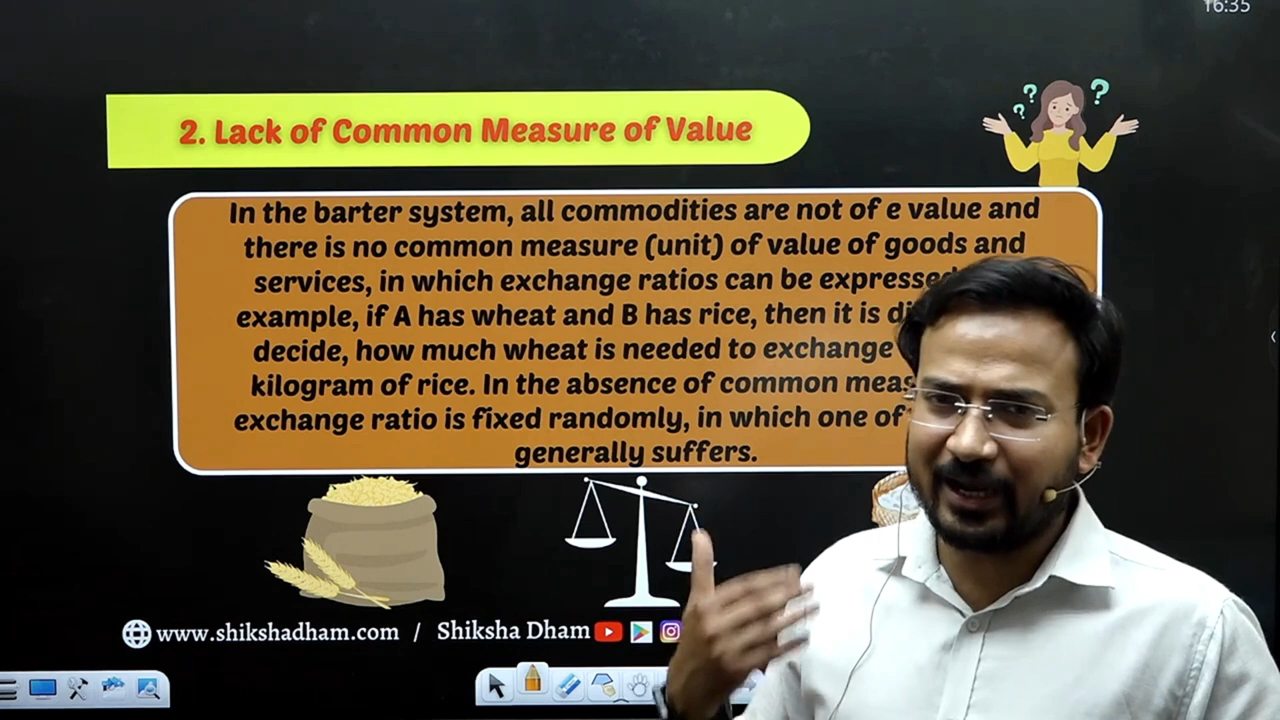 16:35
2. Lack of Common Measure of Value
? ? ?
In the barter system, all commodities are not of e value and
there is no common measure (unit) of value of goods and
services, in which exchange ratios can be expressed
example, if A has wheat and B has rice, then it is
decide, how much wheat is needed to exchange
kilogram of rice. In the absence of common
exchange ratio is fixed randomly, in which one of
generally suffers.
www.shikshadham.com / Shiksha Dham